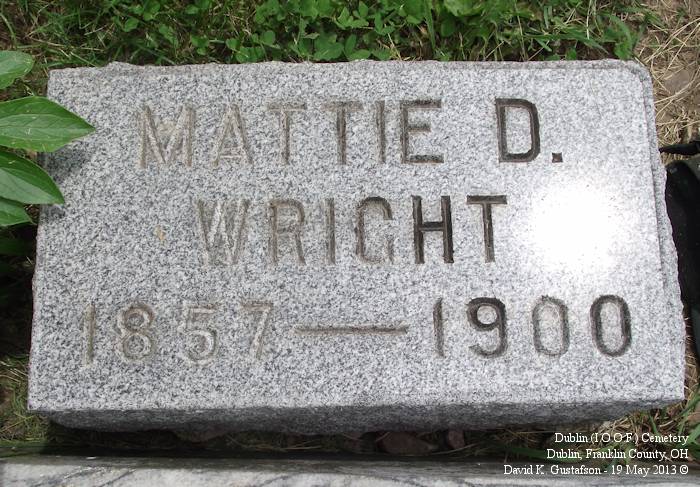 MATTIE D.
WRIGHT
1857—1900
Dublin (I.O.O.F.) Cemetery
Dublin, Franklin County, OH
David K. Gustafson - 19 May 2013 ©